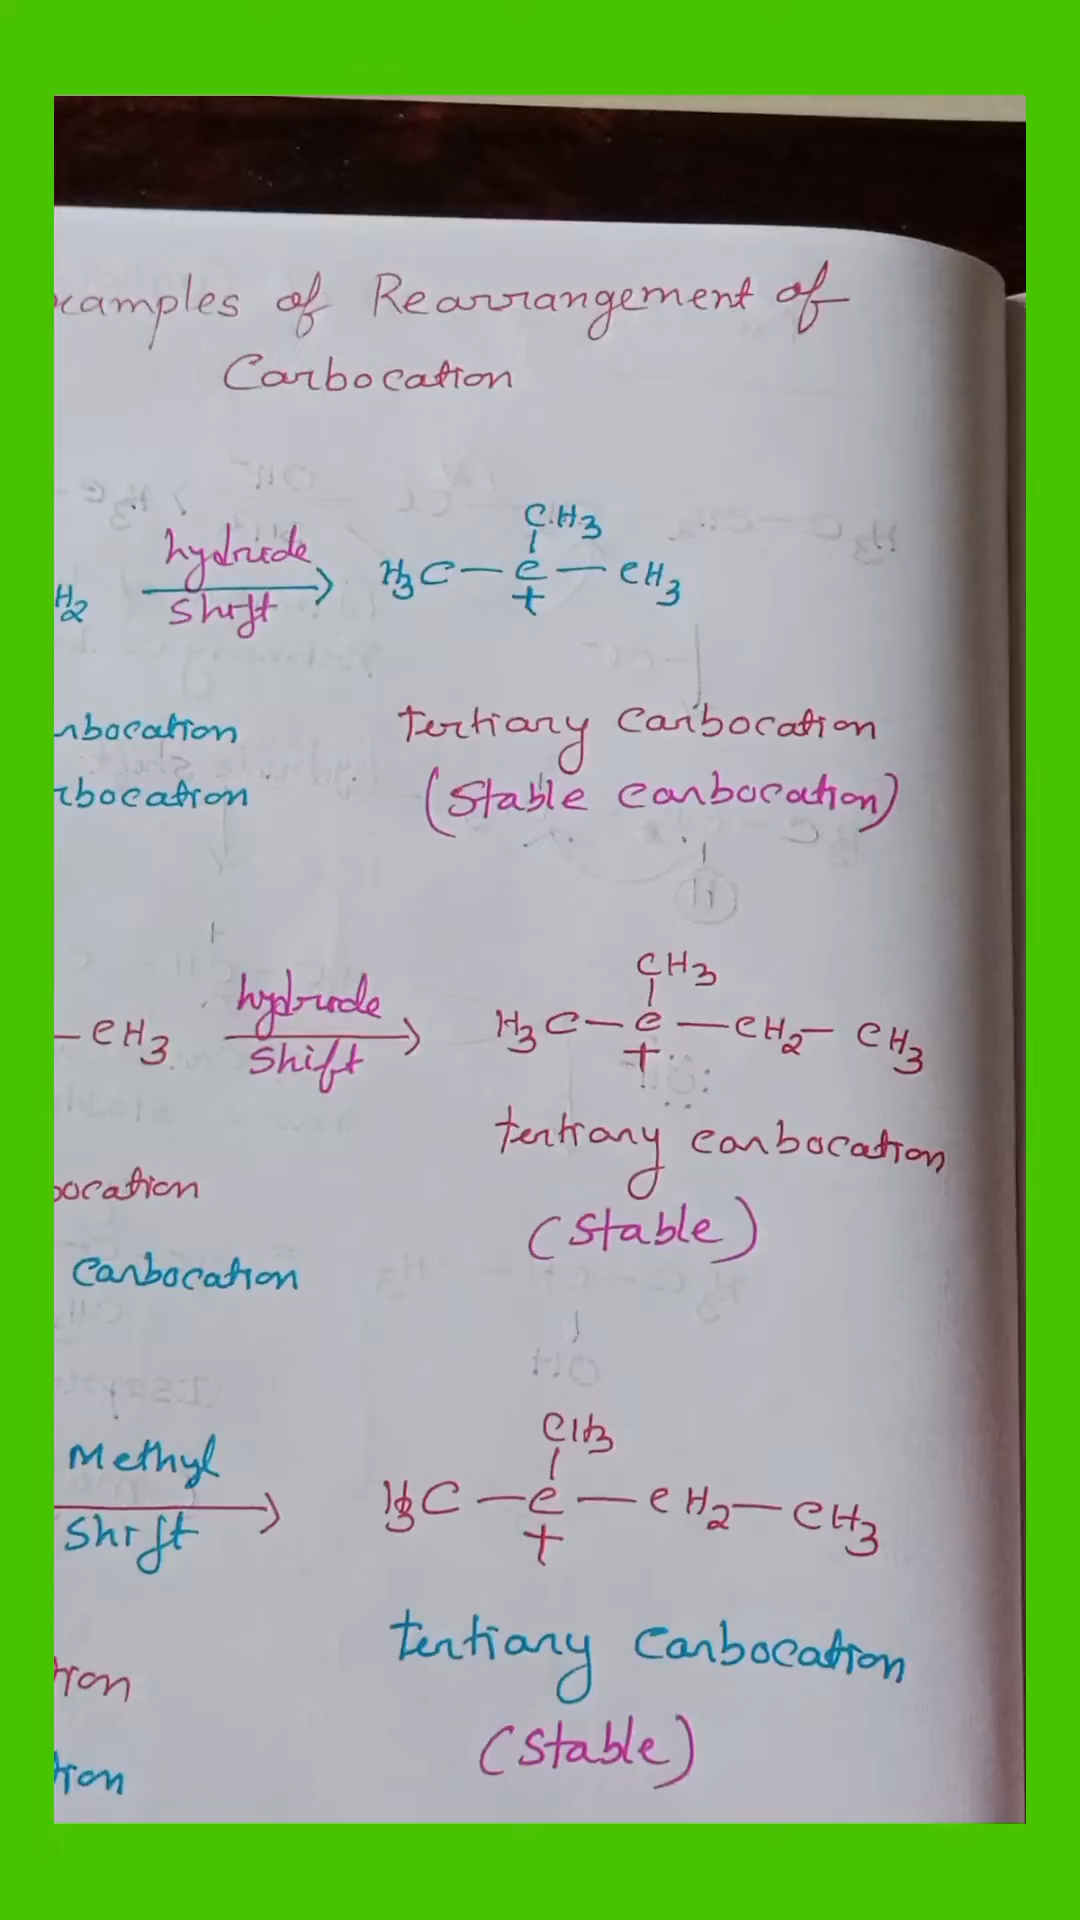 xamples of Rearrangement of
Carbocation
CH3
H2 hydride shift H3C — C — CH3
+
rbocation tertiary Carbocation
rbocation (Stable carbocation)
CH3
— CH3 hydride shift H3C — C — CH2 — CH3
+
tertiary carbocation
bocation (Stable)
Carbocation
CH3
Methyl shift H3C — C — CH2 — CH3
+
tertiary Carbocation
tion (Stable)
tion